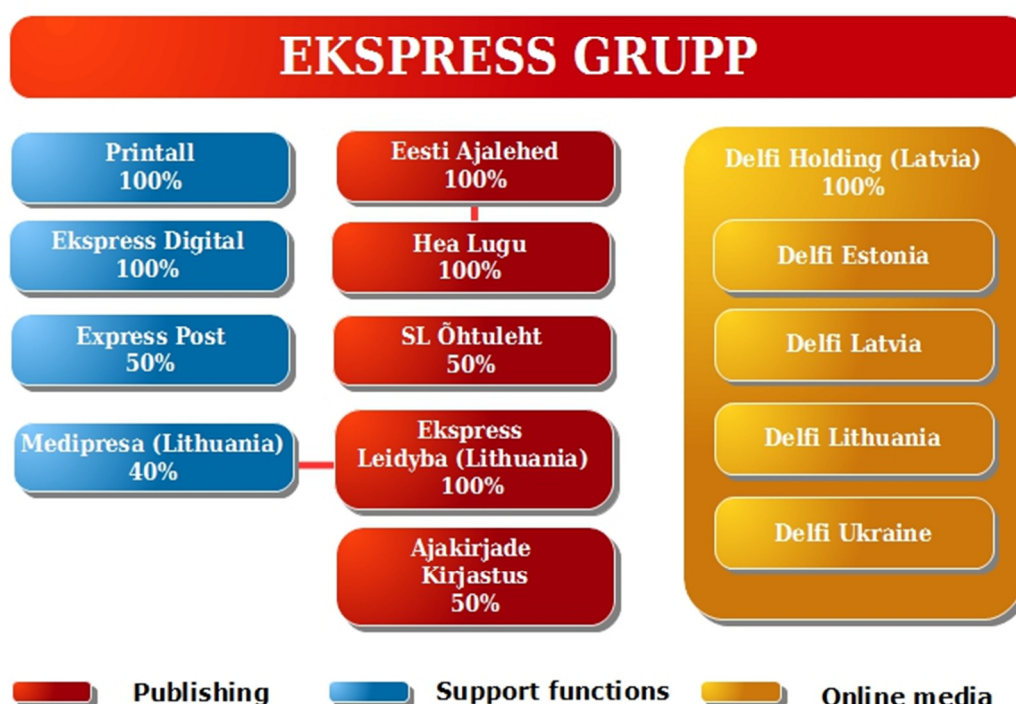 EKSPRESS GRUPP
Printall
100%
Ekspress Digital
100%
Express Post
50%
Medipresa (Lithuania)
40%
Eesti Ajalehed
100%
Hea Lugu
100%
SL Õhtuleht
50%
Ekspress
Leidyba (Lithuania)
100%
Ajakirjade
Kirjastus
50%
Delfi Holding (Latvia)
100%
Delfi Estonia
Delfi Latvia
Delfi Lithuania
Delfi Ukraine
Publishing
Support functions
Online media